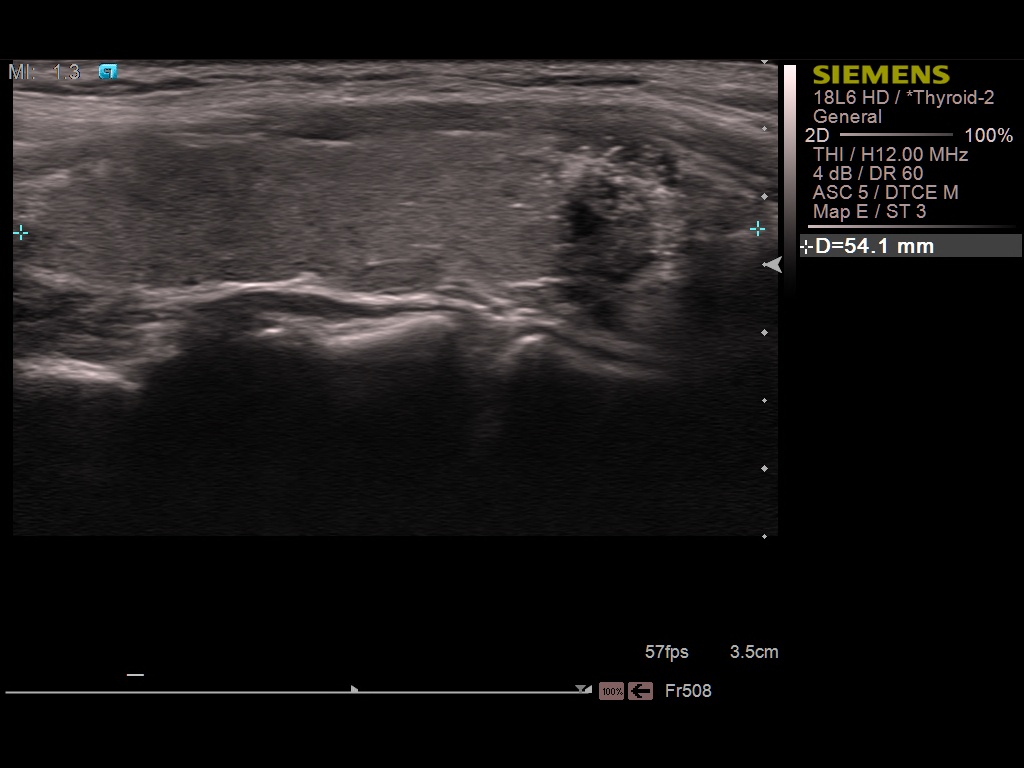 MI: 1.3
SIEMENS
18L6 HD / *Thyroid-2
General
2D 100%
THI / H12.00 MHz
4 dB / DR 60
ASC 5 / DTCE M
Map E / ST 3
D=54.1 mm
57fps 3.5cm
100% Fr508